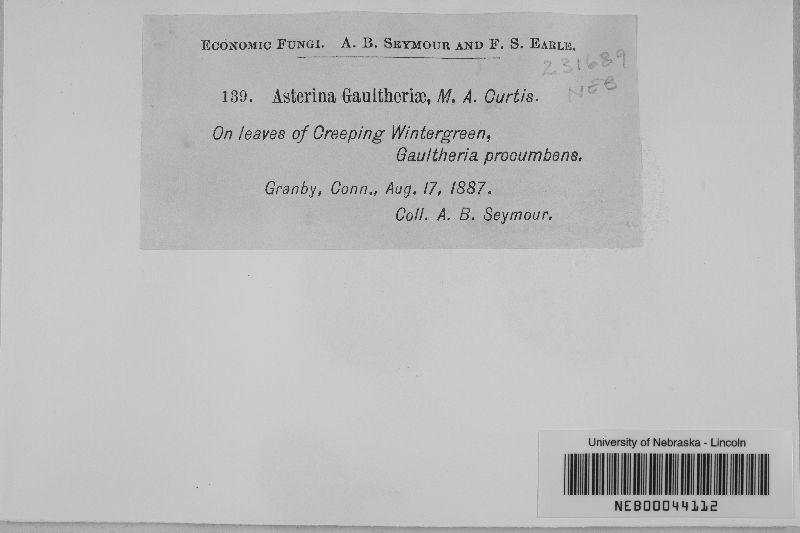 ECONOMIC FUNGI. A. B. SEYMOUR AND F. S. EARLE.
231689
NEB
139. Asterina Gaultheriæ, M. A. Curtis.
On leaves of Creeping Wintergreen,
Gaultheria procumbens.
Granby, Conn., Aug. 17, 1887.
Coll. A. B. Seymour.
University of Nebraska - Lincoln
NEB00044112